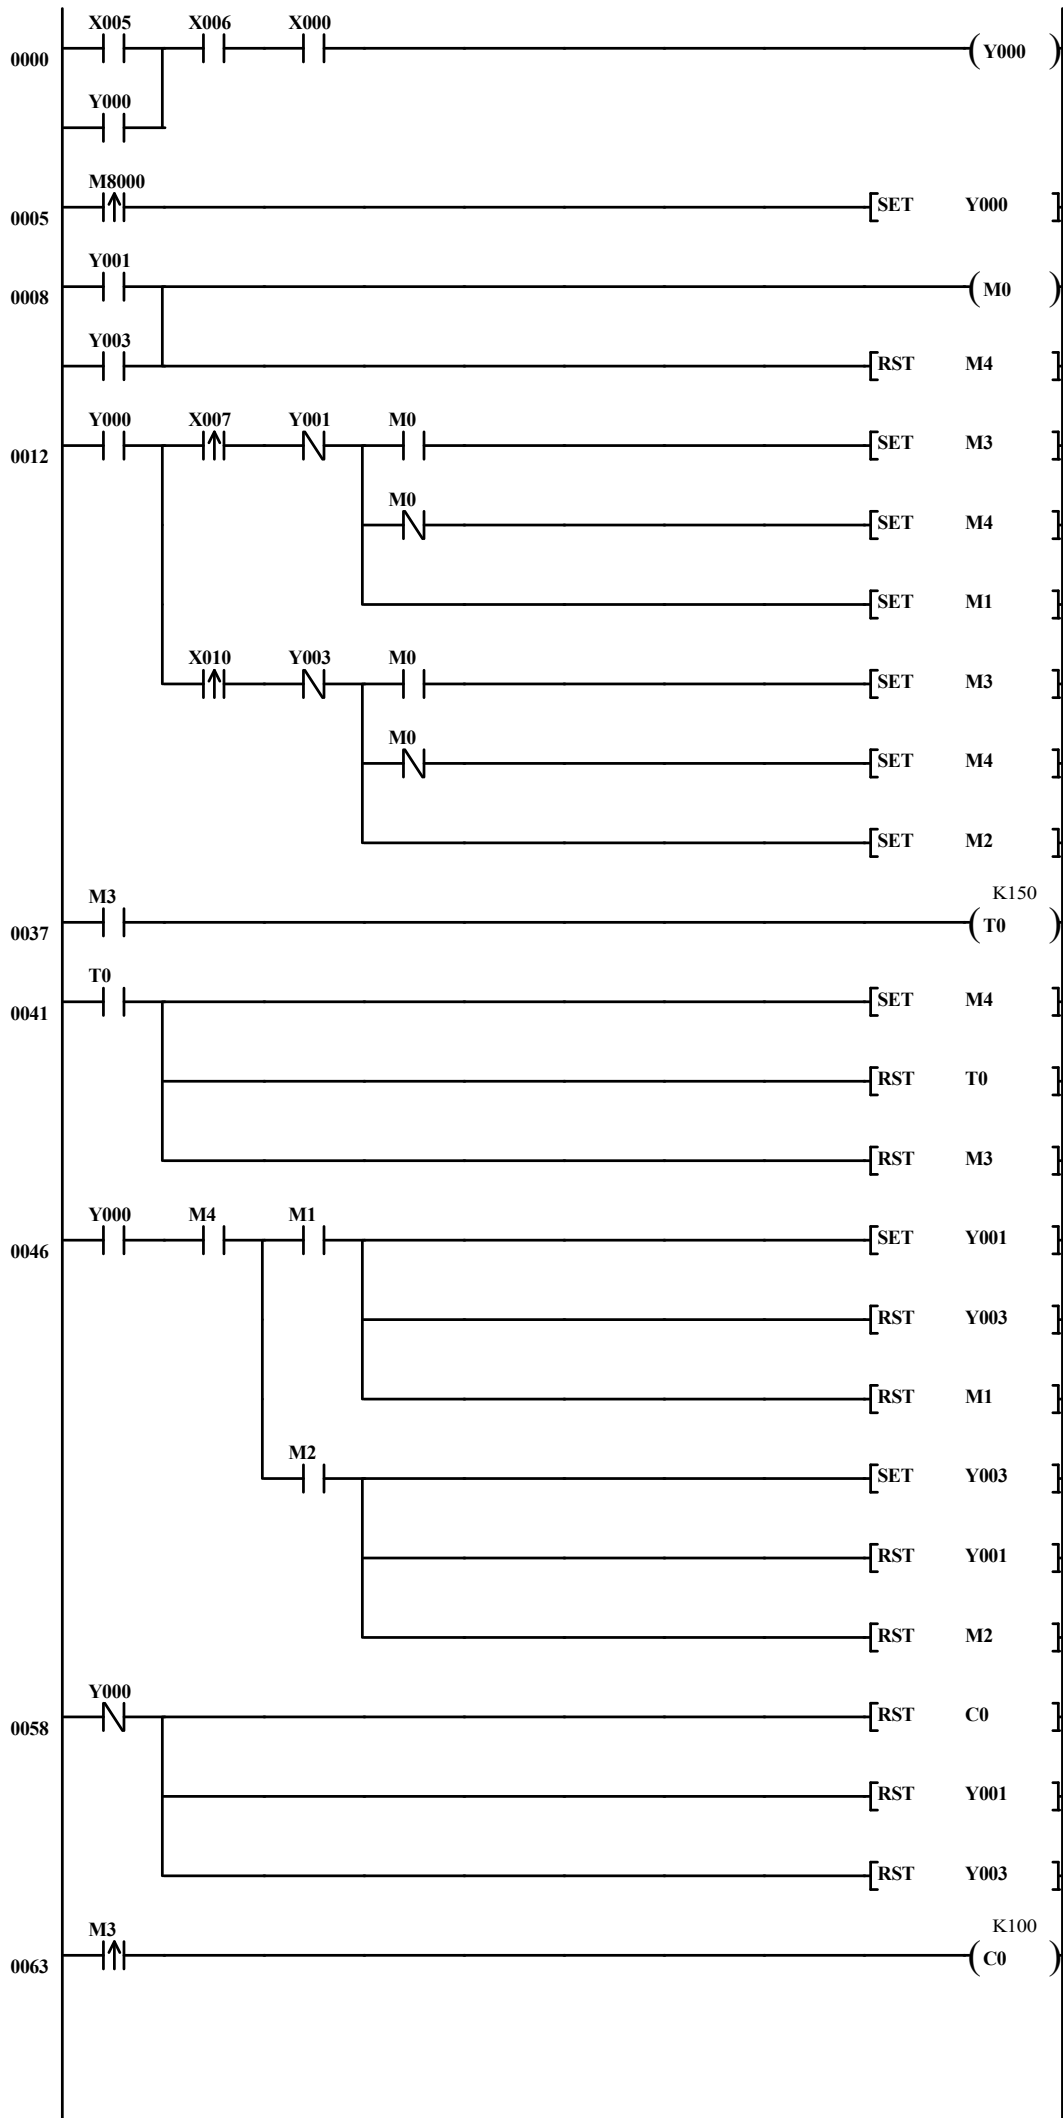 X005 X006 X000
0000 Y000
Y000
M8000
0005 SET Y000
Y001
0008 M0
Y003
RST M4
Y000 X007 Y001 M0
0012 SET M3
M0
SET M4
SET M1
X010 Y003 M0
SET M3
M0
SET M4
SET M2
M3 K150
0037 T0
T0
0041 SET M4
RST T0
RST M3
Y000 M4 M1
0046 SET Y001
RST Y003
RST M1
M2
SET Y003
RST Y001
RST M2
Y000
0058 RST C0
RST Y001
RST Y003
M3 K100
0063 C0